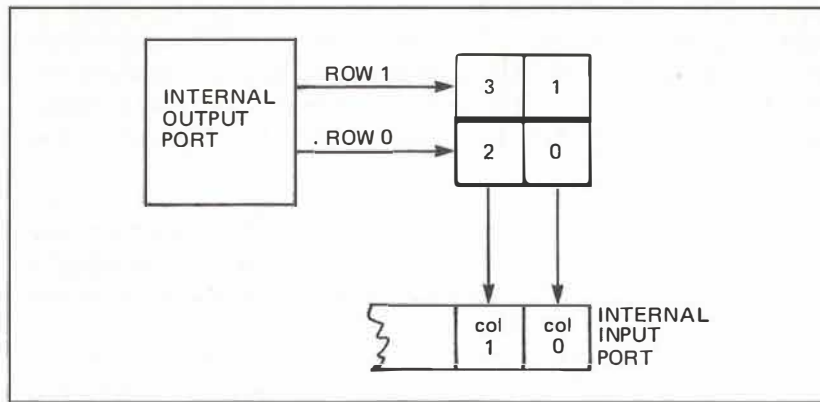 INTERNAL
OUTPUT
PORT
ROW 1
. ROW 0
3 1
2 0
col
1
col
0
INTERNAL
INPUT
PORT